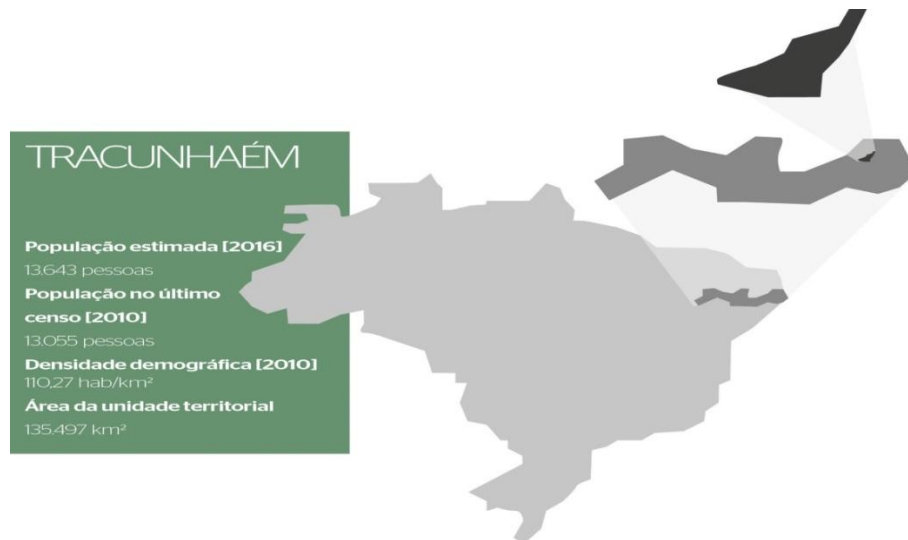 TRACUNHAÉM
População estimada [2016]
13.643 pessoas
População no último
censo [2010]
13.055 pessoas
Densidade demográfica [2010]
110,27 hab/km²
Área da unidade territorial
135.497 km²